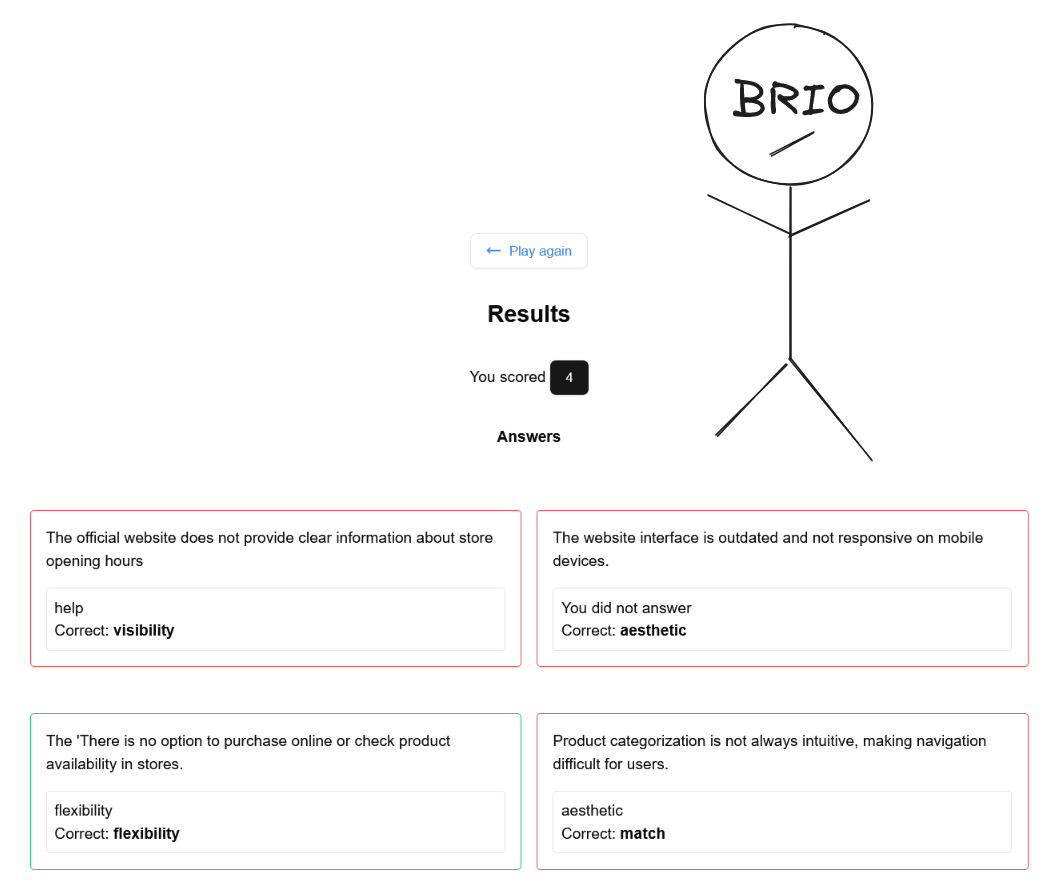 BRIO
← Play again
Results
You scored 4
Answers
The official website does not provide clear information about store
opening hours
help
Correct: visibility
The website interface is outdated and not responsive on mobile
devices.
You did not answer
Correct: aesthetic
The 'There is no option to purchase online or check product
availability in stores.
flexibility
Correct: flexibility
Product categorization is not always intuitive, making navigation
difficult for users.
aesthetic
Correct: match